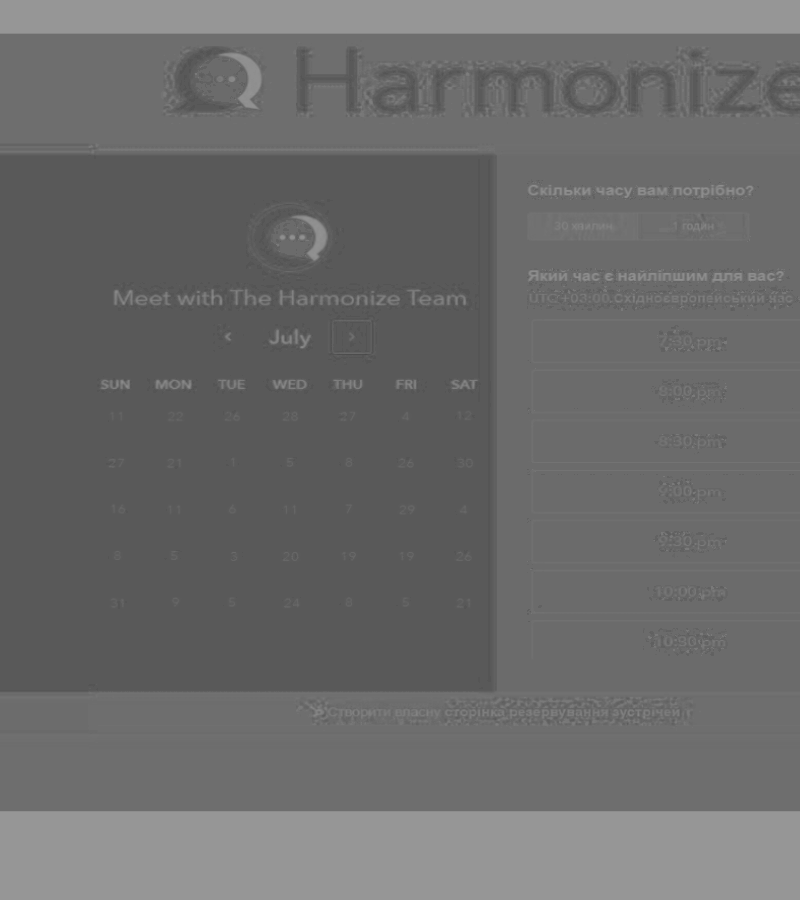 Harmonize
Meet with The Harmonize Team
July
SUN MON TUE WED THU FRI SAT
11 22 26 28 27 4 12
27 21 1 5 8 26 30
16 11 6 11 7 29 4
8 5 3 20 19 19 26
31 9 5 24 8 5 21
Скільки часу вам потрібно?
30 хвилин 1 годин
Який час є найліпшим для вас?
UTC+03:00 Східноєвропейський час
7:30 pm
8:00 pm
8:30 pm
9:00 pm
9:30 pm
10:00 pm
10:30 pm
Створити власну сторінка резервування зустрічей